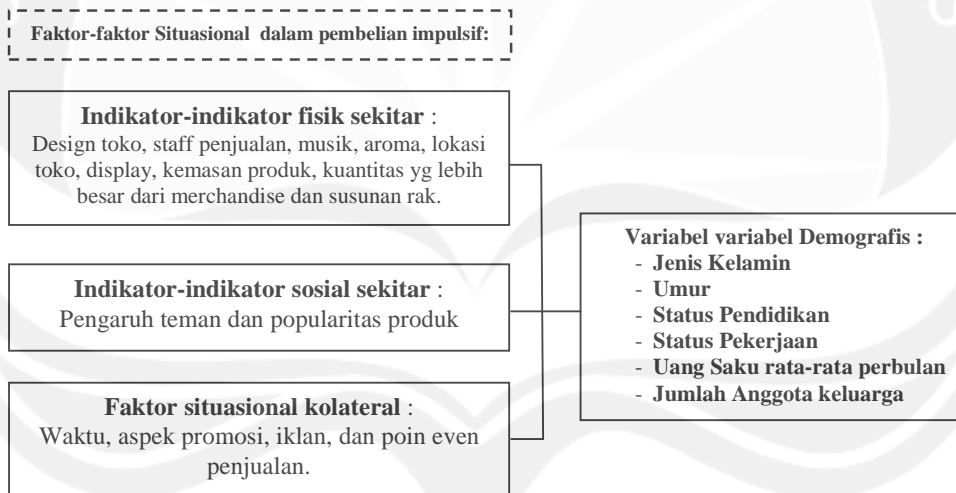 Faktor-faktor Situasional dalam pembelian impulsif:
Indikator-indikator fisik sekitar :
Design toko, staff penjualan, musik, aroma, lokasi
toko, display, kemasan produk, kuantitas yg lebih
besar dari merchandise dan susunan rak.
Indikator-indikator sosial sekitar :
Pengaruh teman dan popularitas produk
Faktor situasional kolateral :
Waktu, aspek promosi, iklan, dan poin even
penjualan.
Variabel variabel Demografis :
- Jenis Kelamin
- Umur
- Status Pendidikan
- Status Pekerjaan
- Uang Saku rata-rata perbulan
- Jumlah Anggota keluarga